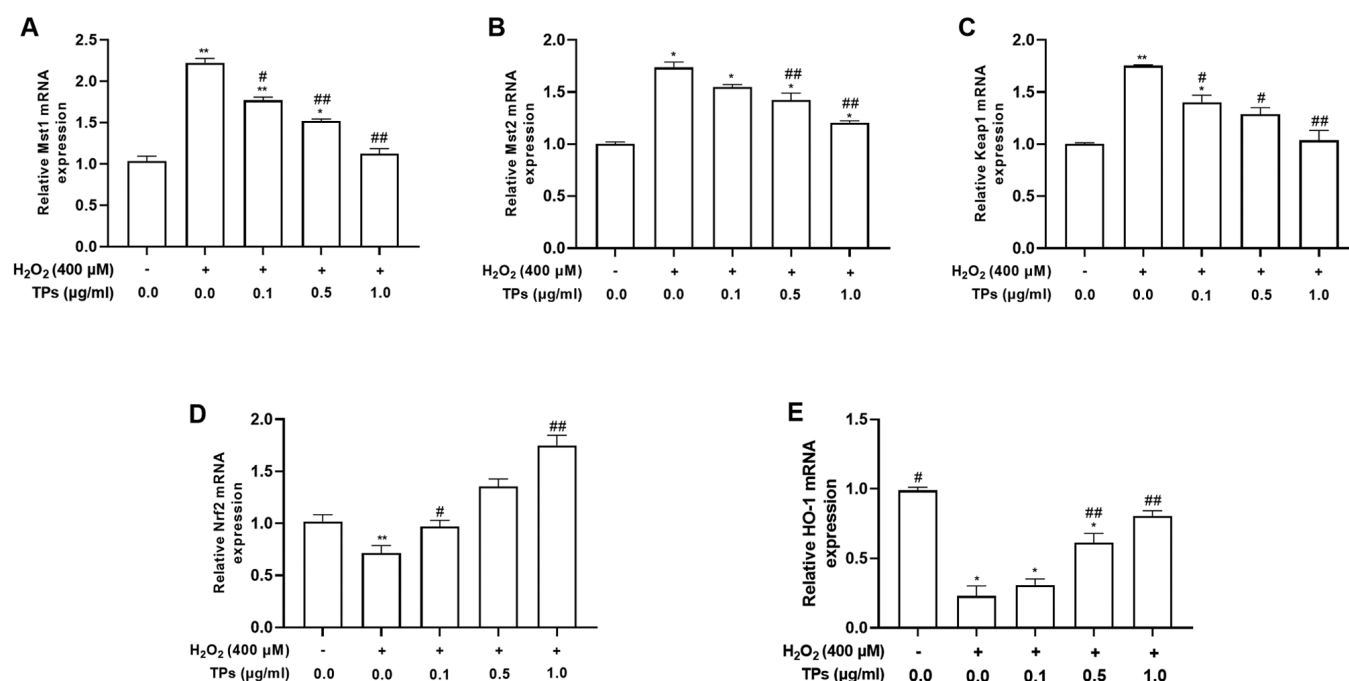 A
Relative Mst1 mRNA
expression
2.5
2.0
1.5
1.0
0.5
0.0
**
#
**
##
*
##
H₂O₂ (400 µM) - + + + +
TPs (µg/ml) 0.0 0.0 0.1 0.5 1.0
B
Relative Mst2 mRNA
expression
2.0
1.5
1.0
0.5
0.0
*
*
##
*
##
*
H₂O₂ (400 µM) - + + + +
TPs (µg/ml) 0.0 0.0 0.1 0.5 1.0
C
Relative Keap1 mRNA
expression
2.0
1.5
1.0
0.5
0.0
**
#
*
#
##
H₂O₂ (400 µM) - + + + +
TPs (µg/ml) 0.0 0.0 0.1 0.5 1.0
D
Relative Nrf2 mRNA
expression
2.0
1.5
1.0
0.5
0.0
**
#
##
H₂O₂ (400 µM) - + + + +
TPs (µg/ml) 0.0 0.0 0.1 0.5 1.0
E
Relative HO-1 mRNA
expression
1.5
1.0
0.5
0.0
#
*
*
##
*
##
H₂O₂ (400 µM) - + + + +
TPs (µg/ml) 0.0 0.0 0.1 0.5 1.0